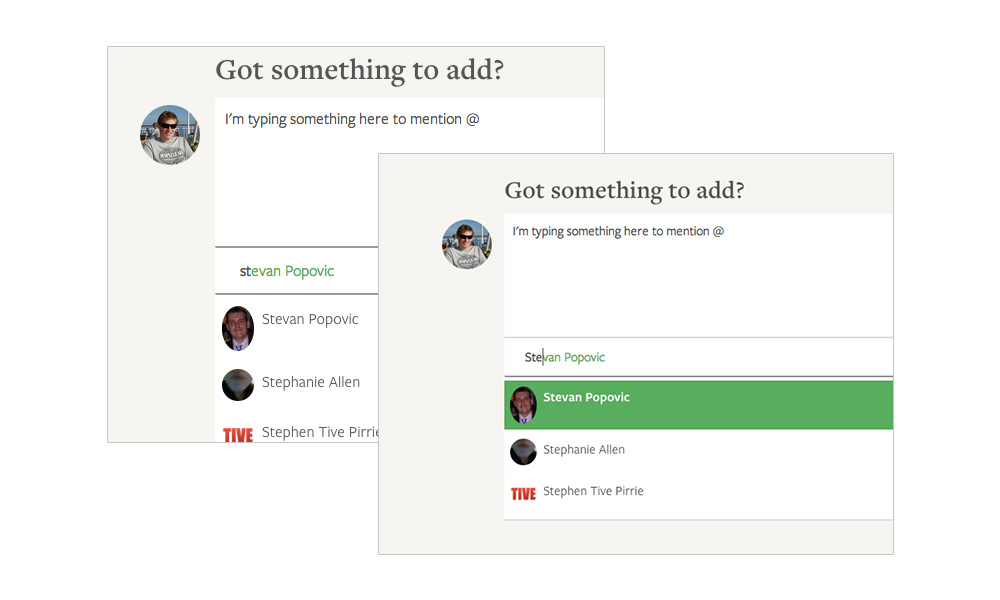 Got something to add?
I'm typing something here to mention @
stevan Popovic
Stevan Popovic
Stephanie Allen
TIVE Stephen Tive Pirrie
Got something to add?
I'm typing something here to mention @
Stevan Popovic
Stevan Popovic
Stephanie Allen
TIVE Stephen Tive Pirrie